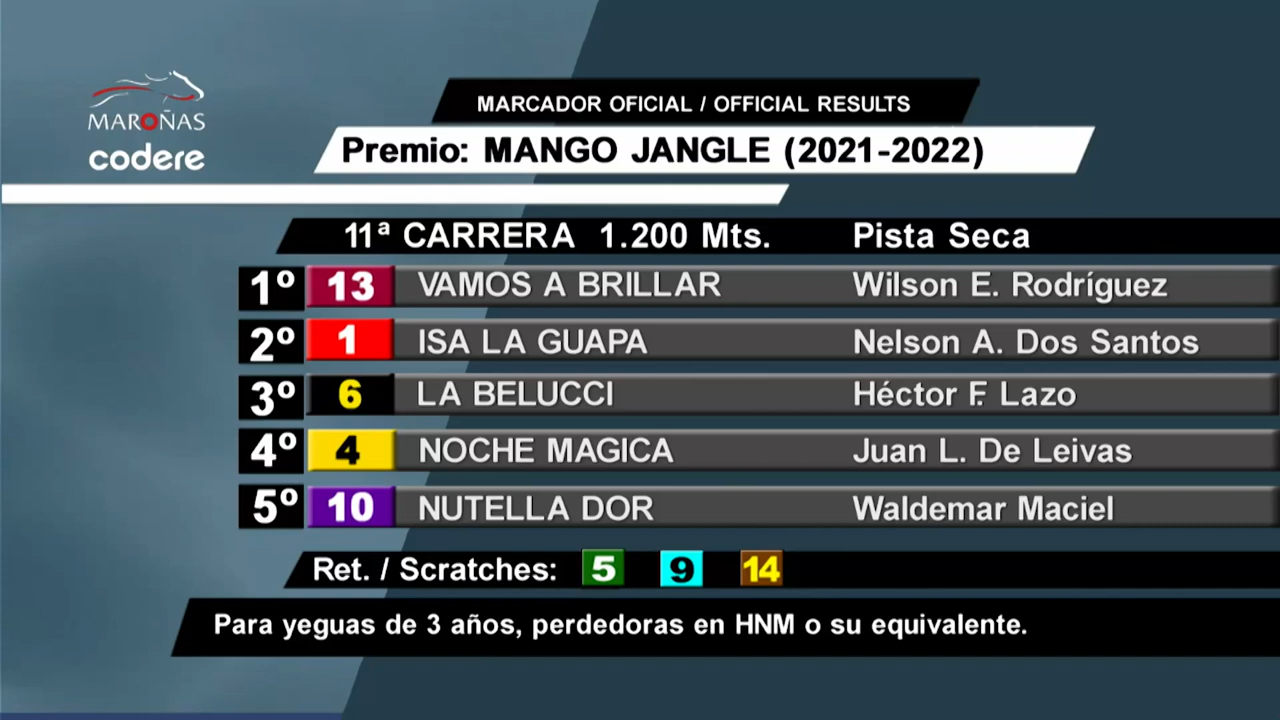 MAROÑAS
codere
MARCADOR OFICIAL / OFFICIAL RESULTS
Premio: MANGO JANGLE (2021-2022)
11ª CARRERA 1.200 Mts. Pista Seca
1º 13 VAMOS A BRILLAR Wilson E. Rodríguez
2º 1 ISA LA GUAPA Nelson A. Dos Santos
3º 6 LA BELUCCI Héctor F. Lazo
4º 4 NOCHE MAGICA Juan L. De Leivas
5º 10 NUTELLA DOR Waldemar Maciel
Ret. / Scratches: 5 9 14
Para yeguas de 3 años, perdedoras en HNM o su equivalente.